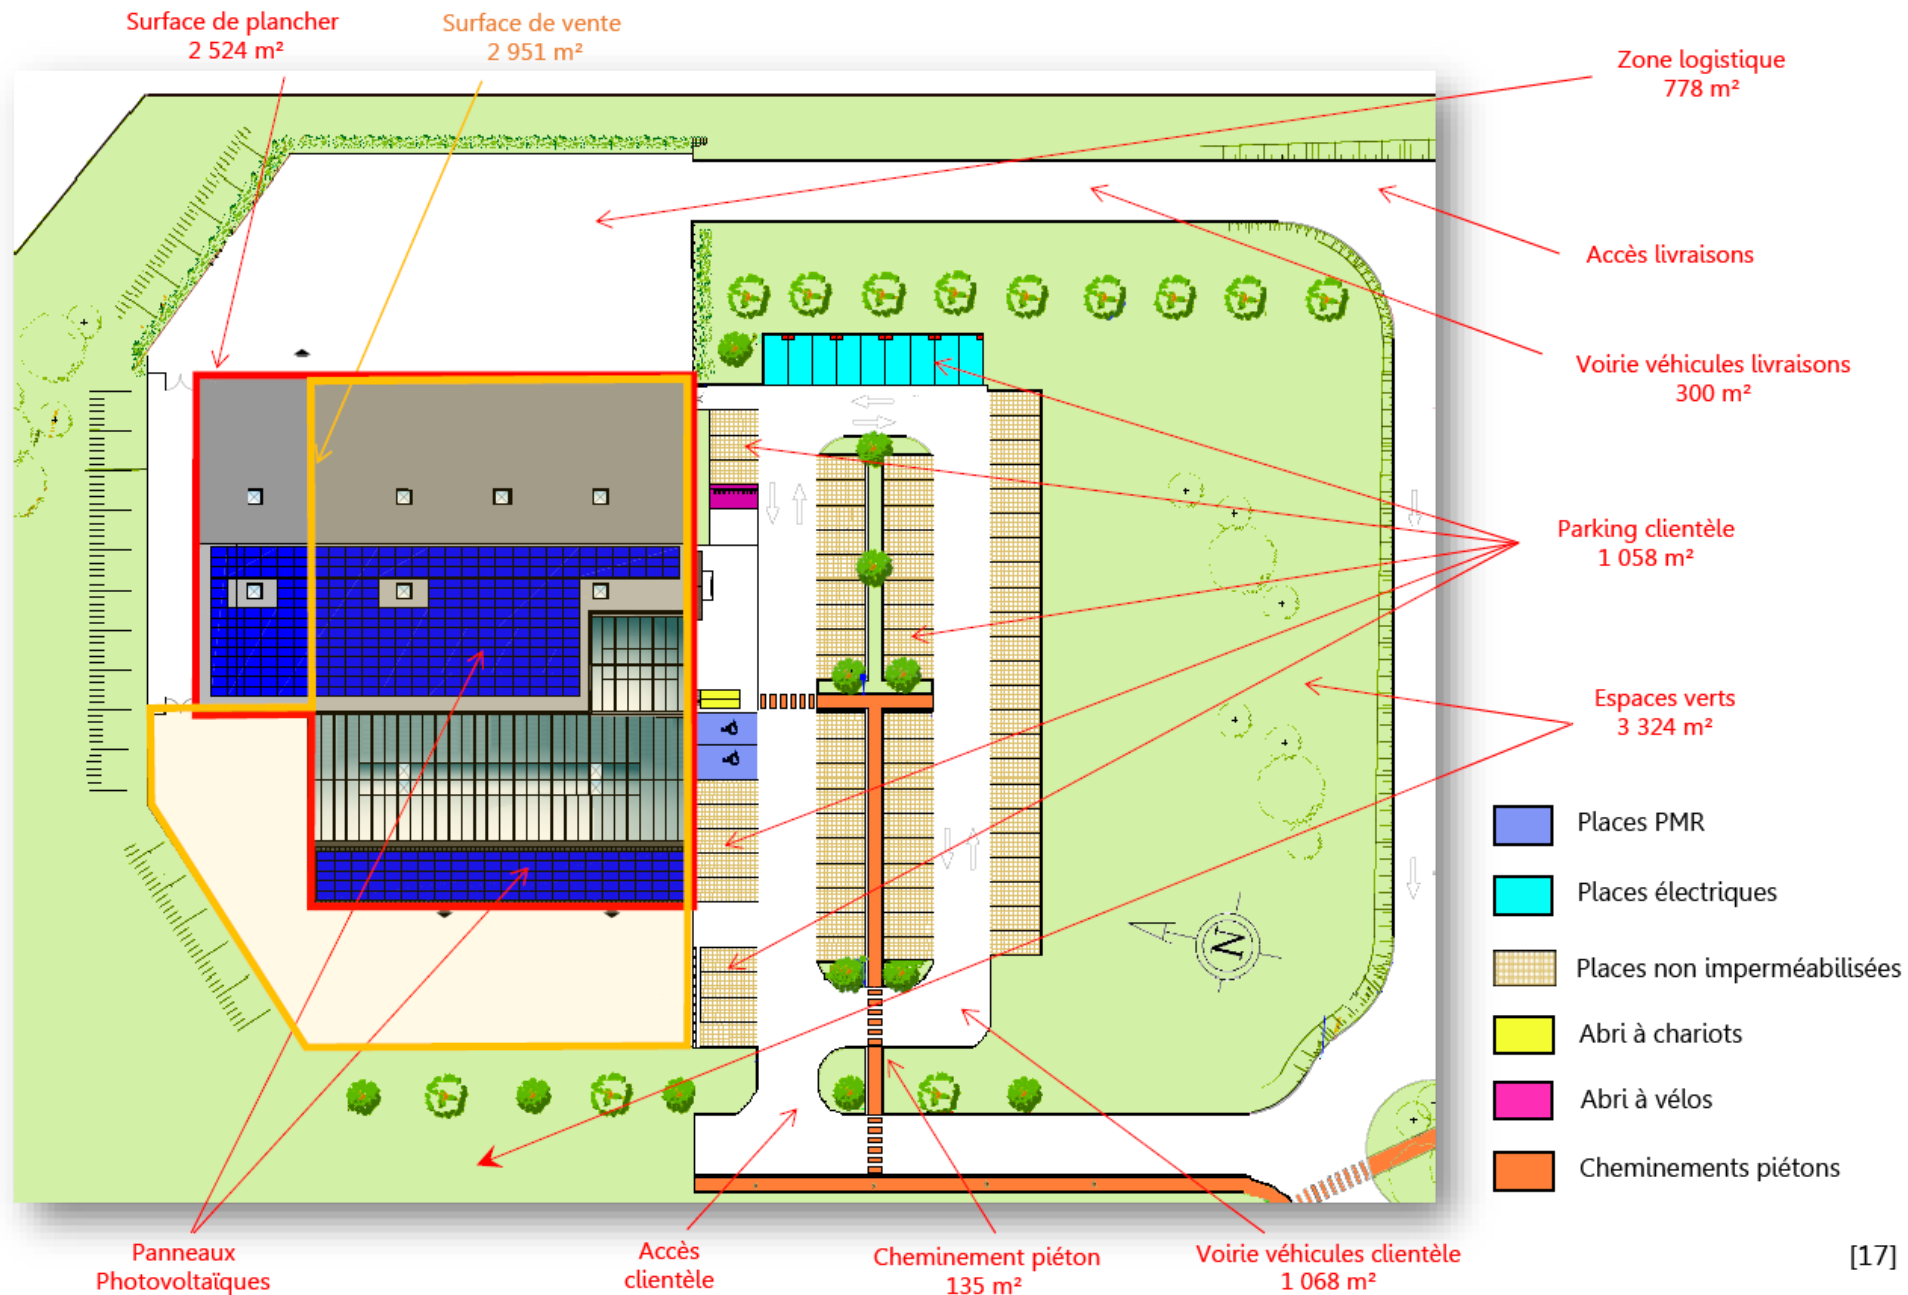 Surface de plancher
2 524 m²
Surface de vente
2 951 m²
Zone logistique
778 m²
Accès livraisons
Voirie véhicules livraisons
300 m²
Parking clientèle
1 058 m²
Espaces verts
3 324 m²
Places PMR
Places électriques
Places non imperméabilisées
Abri à chariots
Abri à vélos
Cheminements piétons
N
Panneaux
Photovoltaïques
Accès
clientèle
Cheminement piéton
135 m²
Voirie véhicules clientèle
1 068 m²
[17]